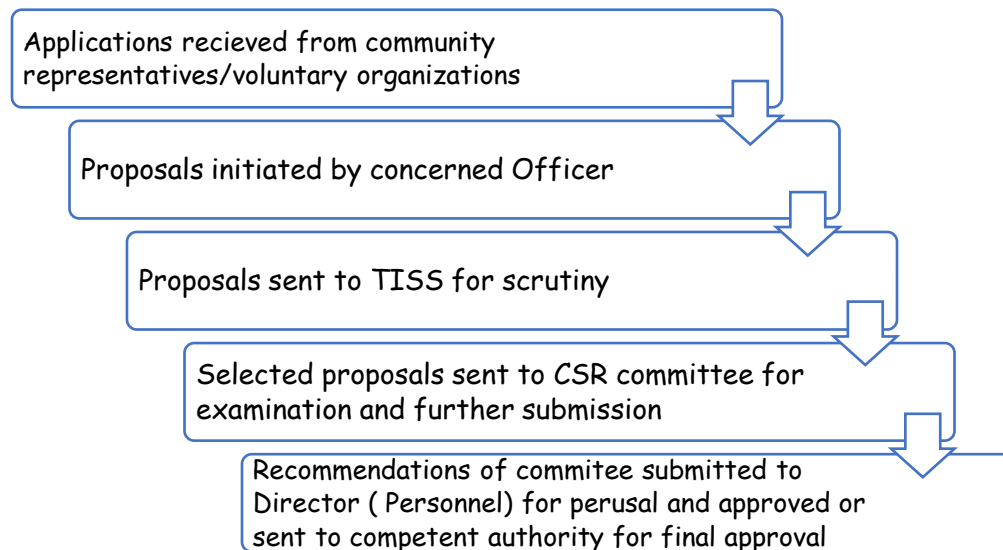 Applications recieved from community
representatives/voluntary organizations
Proposals initiated by concerned Officer
Proposals sent to TISS for scrutiny
Selected proposals sent to CSR committee for
examination and further submission
Recommendations of commitee submitted to
Director ( Personnel) for perusal and approved or
sent to competent authority for final approval